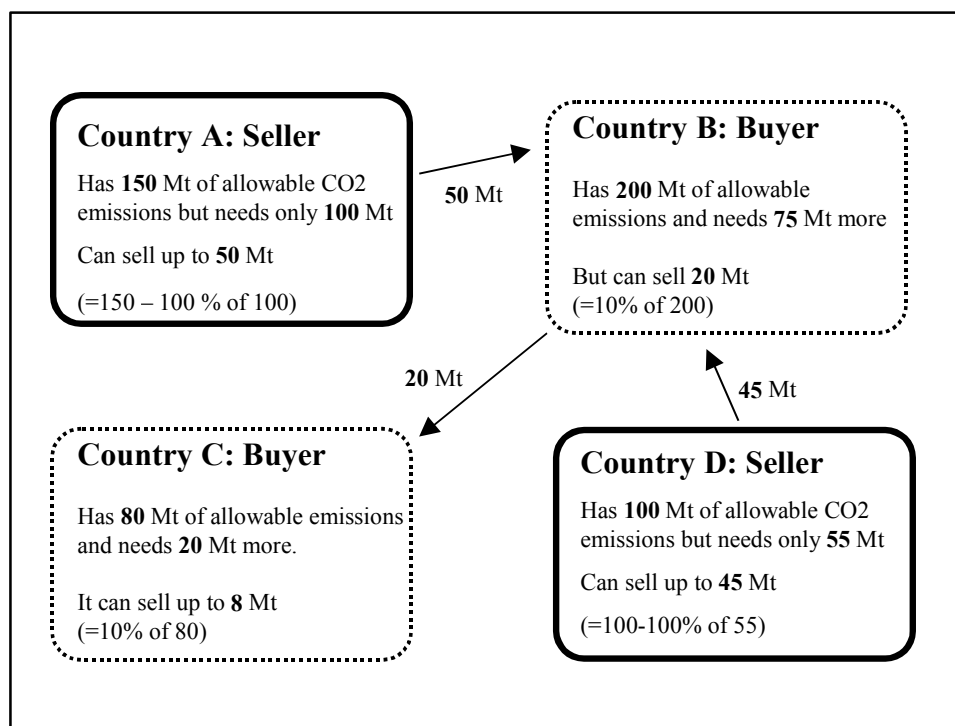 Country A: Seller
Has 150 Mt of allowable CO2
emissions but needs only 100 Mt
Can sell up to 50 Mt
(=150 – 100 % of 100)
50 Mt
Country B: Buyer
Has 200 Mt of allowable
emissions and needs 75 Mt more
But can sell 20 Mt
(=10% of 200)
20 Mt
45 Mt
Country C: Buyer
Has 80 Mt of allowable emissions
and needs 20 Mt more.
It can sell up to 8 Mt
(=10% of 80)
Country D: Seller
Has 100 Mt of allowable CO2
emissions but needs only 55 Mt
Can sell up to 45 Mt
(=100-100% of 55)